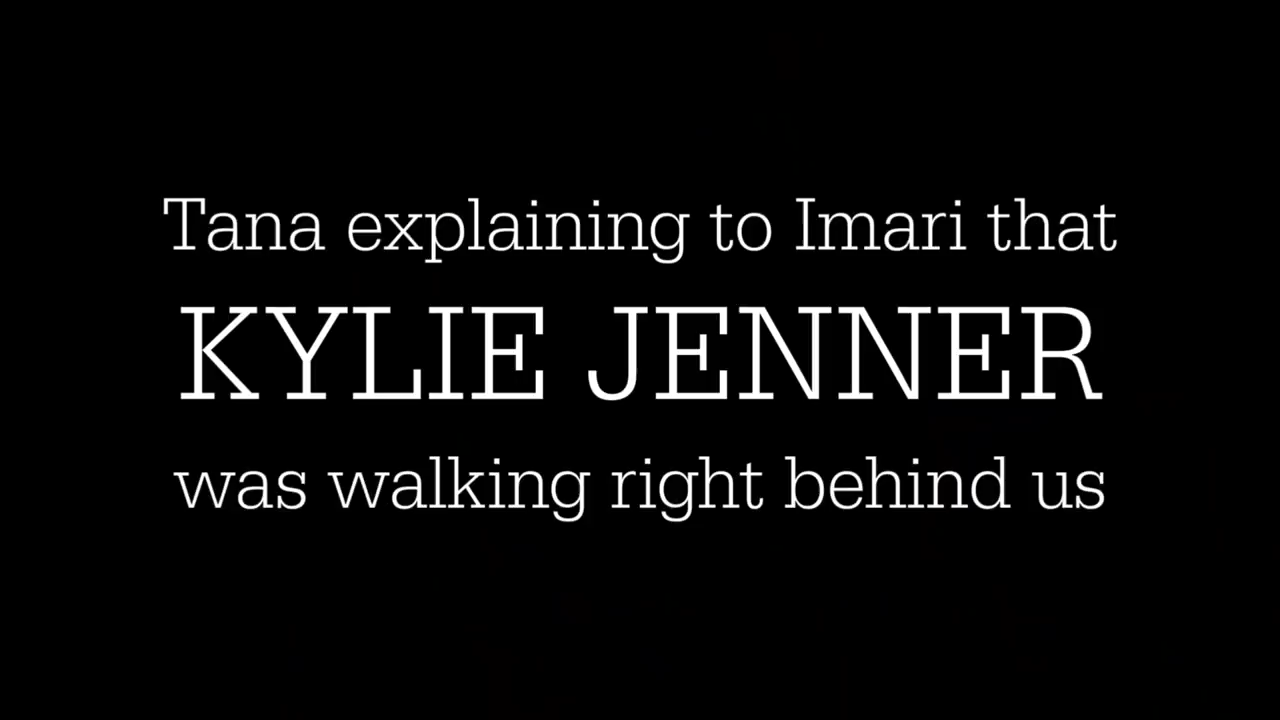 Tana explaining to Imari that
KYLIE JENNER
was walking right behind us